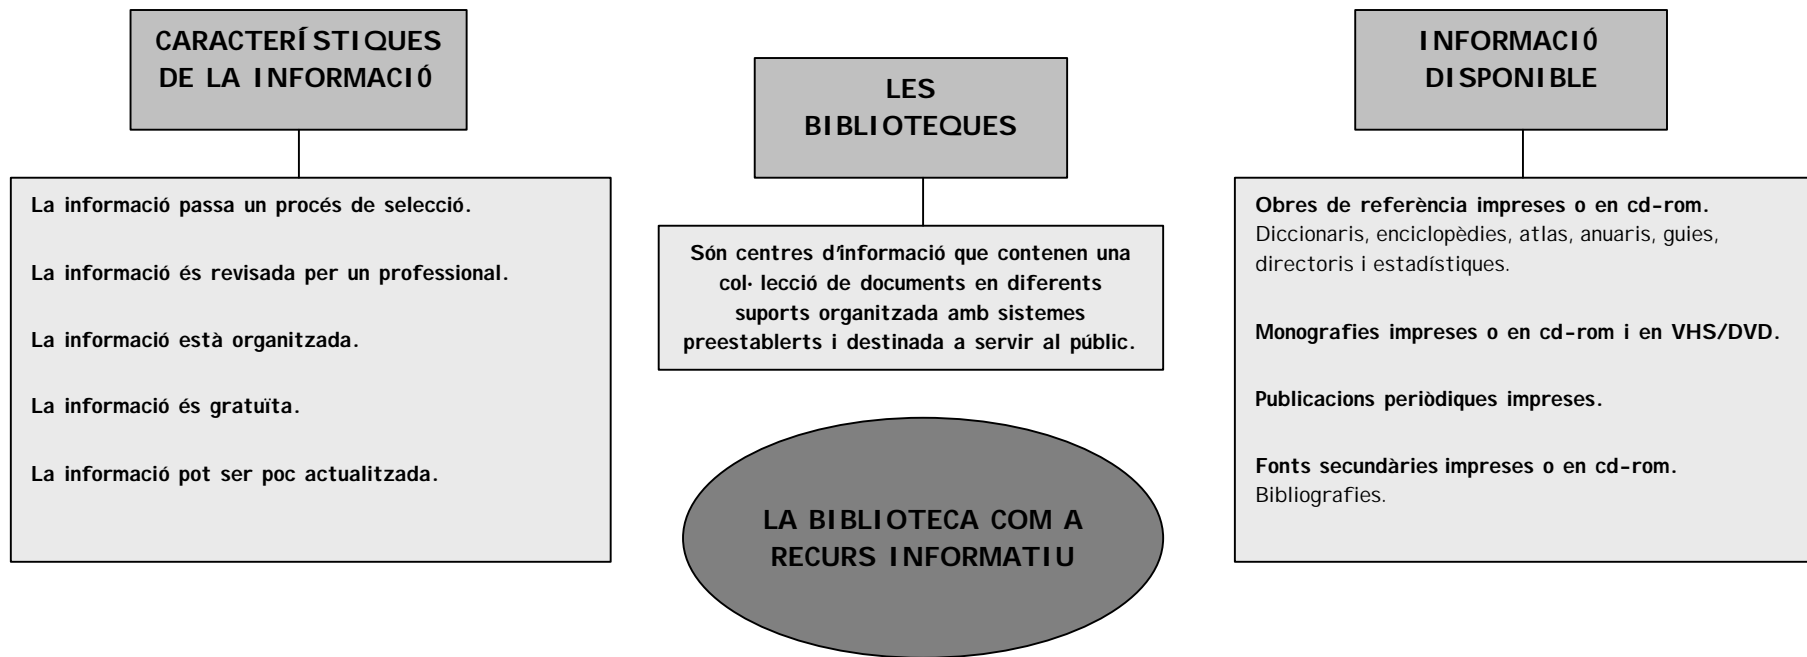 CARACTERÍSTIQUES
DE LA INFORMACIÓ
La informació passa un procés de selecció.
La informació és revisada per un professional.
La informació està organitzada.
La informació és gratuïta.
La informació pot ser poc actualitzada.
LES
BIBLIOTEQUES
Són centres d'informació que contenen una
col·lecció de documents en diferents
suports organitzada amb sistemes
preestablerts i destinada a servir al públic.
LA BIBLIOTECA COM A
RECURS INFORMATIU
INFORMACIÓ
DISPONIBLE
Obres de referència impreses o en cd-rom.
Diccionaris, enciclopèdies, atlas, anuaris, guies,
directoris i estadístiques.
Monografies impreses o en cd-rom i en VHS/DVD.
Publicacions periòdiques impreses.
Fonts secundàries impreses o en cd-rom.
Bibliografies.